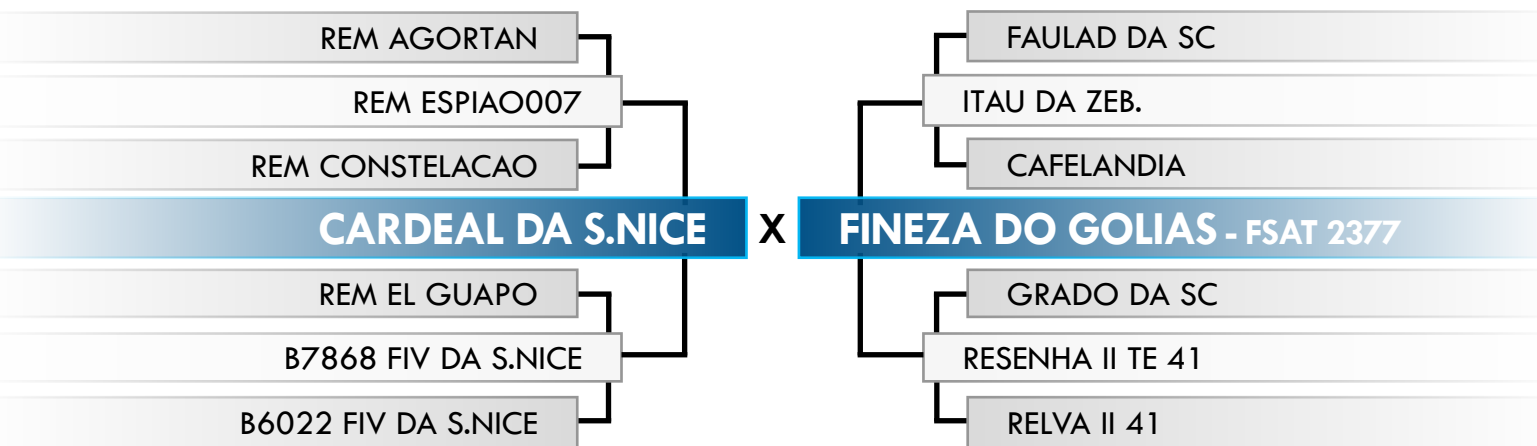 REM AGORTAN
REM ESPIAO007
REM CONSTELACAO
CARDEAL DA S.NICE
REM EL GUAPO
B7868 FIV DA S.NICE
B6022 FIV DA S.NICE
X
FAULAD DA SC
ITAU DA ZEB.
CAFELANDIA
FINEZA DO GOLIAS - FSAT 2377
GRADO DA SC
RESENHA II TE 41
RELVA II 41